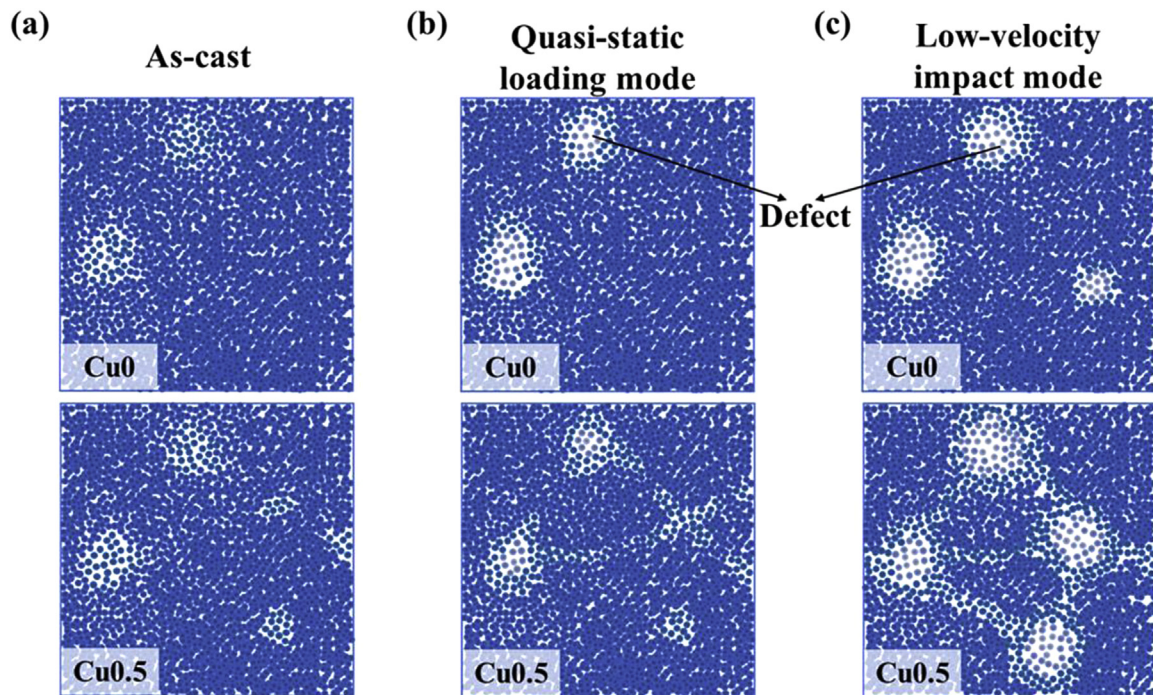 (a)
As-cast
(b)
Quasi-static
loading mode
(c)
Low-velocity
impact mode
Defect
Cu0
Cu0
Cu0
Cu0.5
Cu0.5
Cu0.5